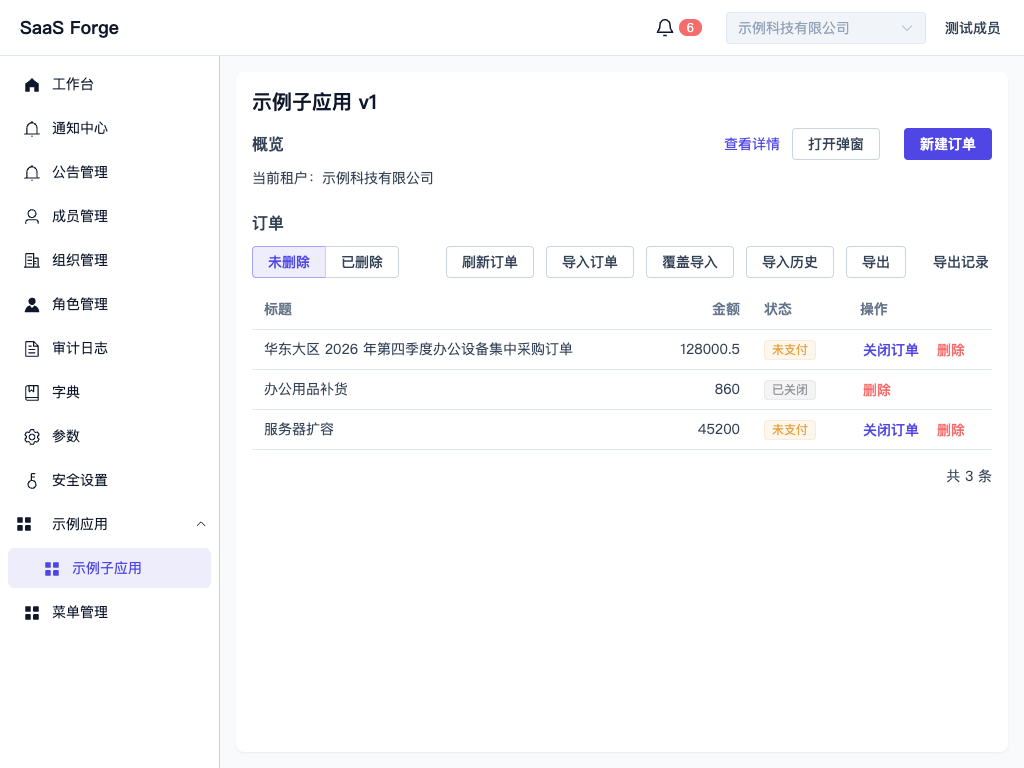 SaaS Forge
6
示例科技有限公司
测试成员
工作台
通知中心
公告管理
成员管理
组织管理
角色管理
审计日志
字典
参数
安全设置
示例应用
示例子应用
菜单管理
示例子应用 v1
概览
查看详情 打开弹窗 新建订单
当前租户：示例科技有限公司
订单
未删除 已删除 刷新订单 导入订单 覆盖导入 导入历史 导出 导出记录
标题 金额 状态 操作
华东大区 2026 年第四季度办公设备集中采购订单 128000.5 未支付 关闭订单 删除
办公用品补货 860 已关闭 删除
服务器扩容 45200 未支付 关闭订单 删除
共 3 条